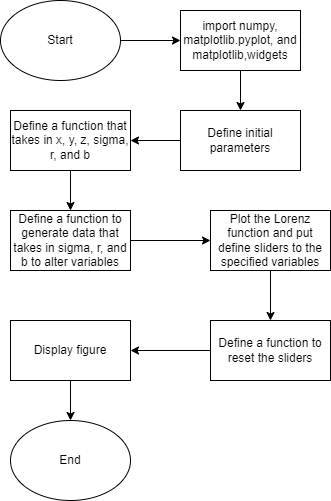 Start
import numpy,
matplotlib.pyplot, and
matplotlib,widgets
Define initial
parameters
Define a function that
takes in x, y, z, sigma,
r, and b
Define a function to
generate data that
takes in sigma, r, and
b to alter variables
Plot the Lorenz
function and put
define sliders to the
specified variables
Define a function to
reset the sliders
Display figure
End